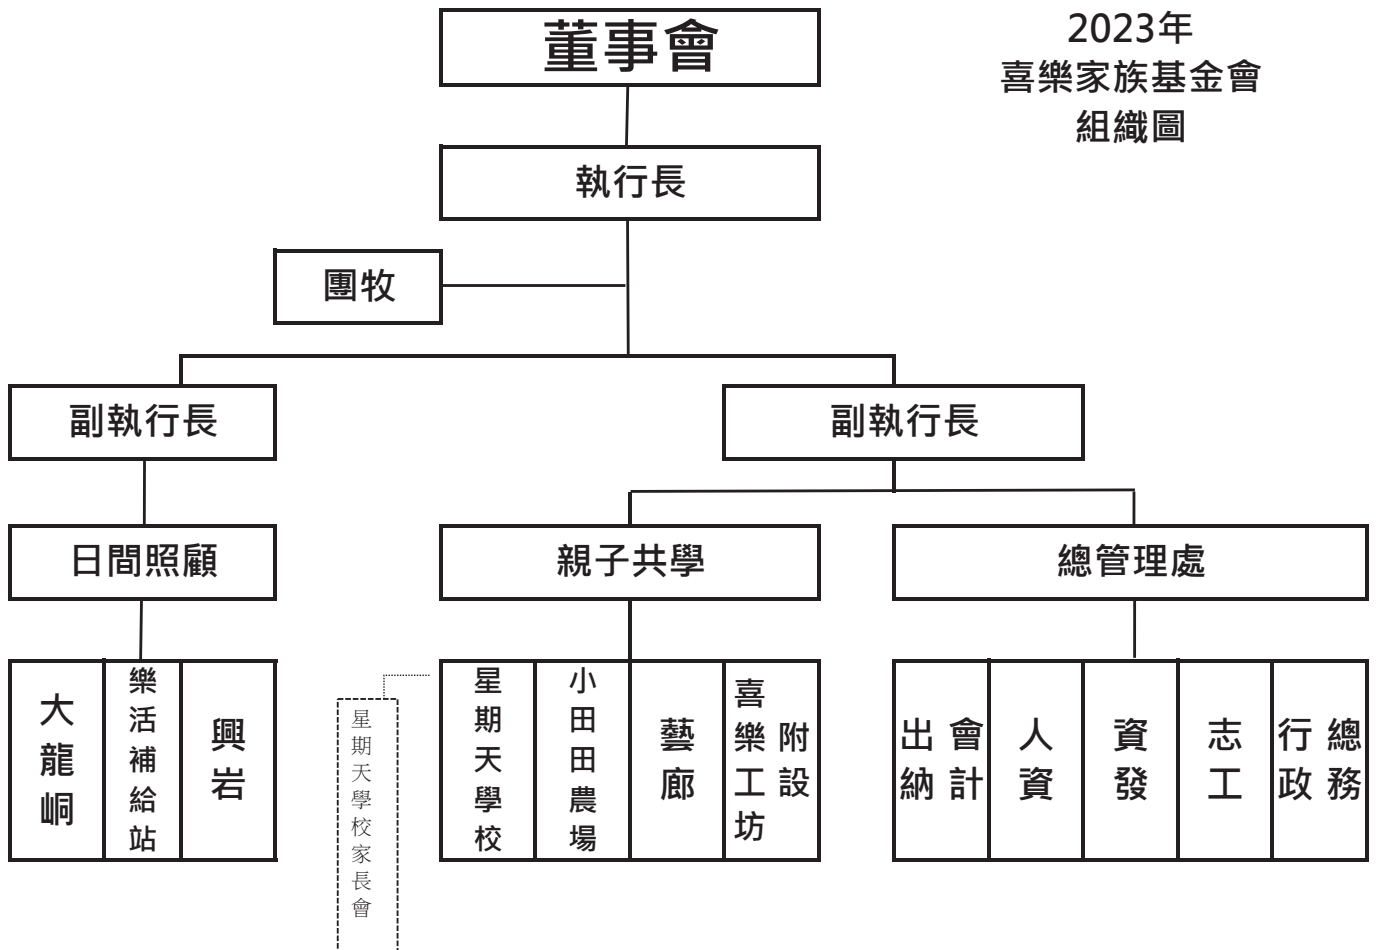 董事會
2023年
喜樂家族基金會
組織圖
執行長
團牧
副執行長
副執行長
日間照顧
親子共學
總管理處
大龍峒
樂活補給站
興岩
星期天學校家長會
星期天學校
小田田農場
藝廊
附設
喜樂工坊
會計
出納
人資
資發
志工
總務
行政